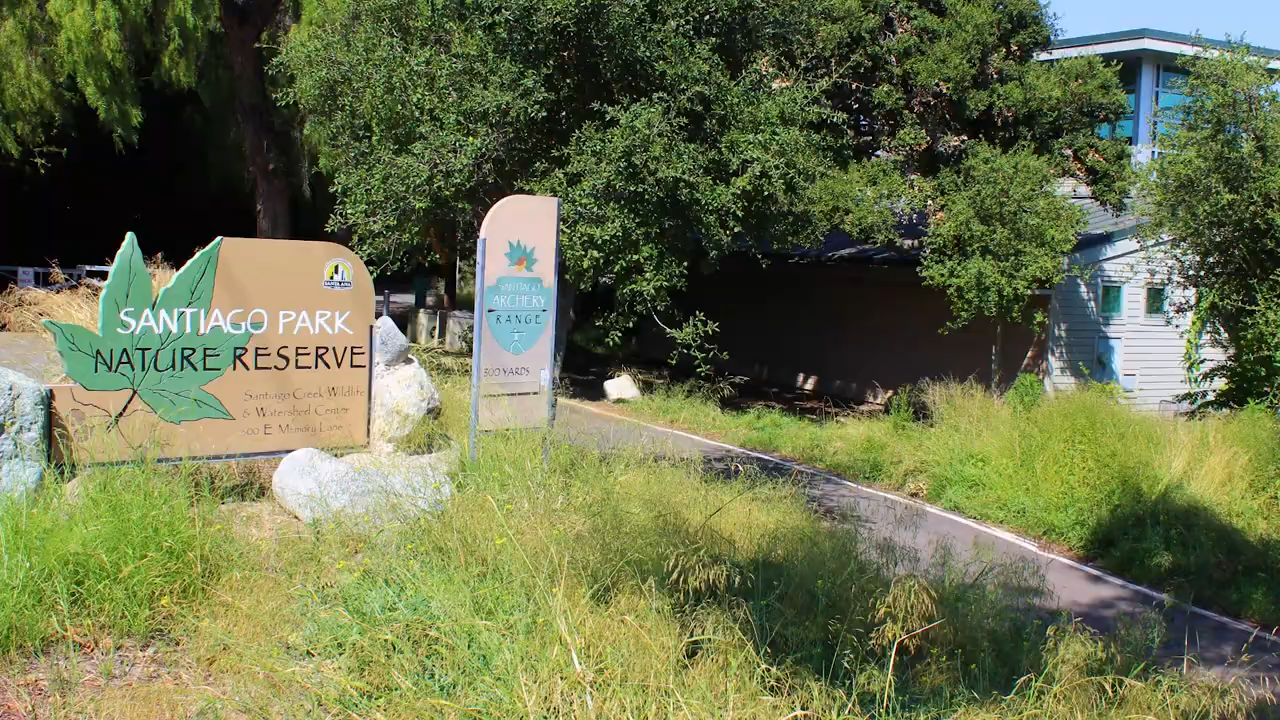 SANTA ANA
SANTIAGO PARK
NATURE RESERVE
Santiago Creek Wildlife
& Watershed Center
600 E Memory Lane
SANTIAGO
ARCHERY
RANGE
300 YARDS